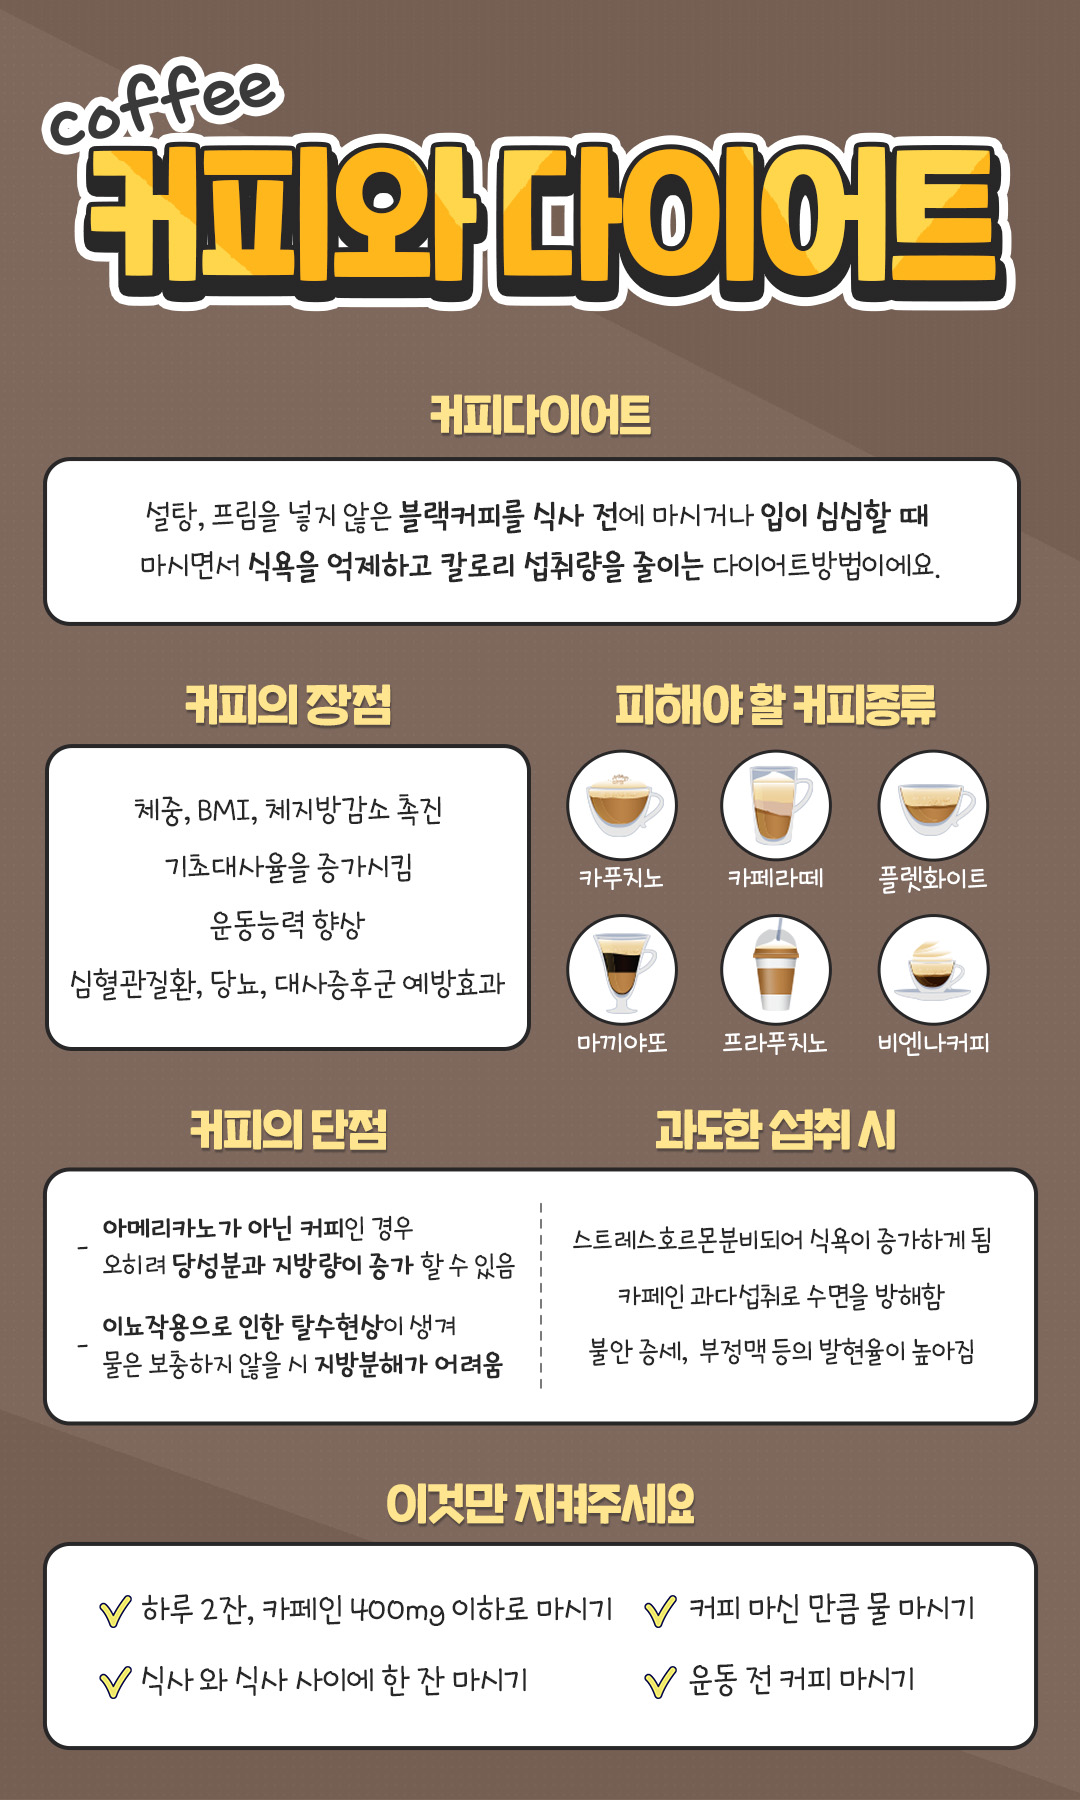 coffee
커피와 다이어트
커피다이어트
설탕, 프림을 넣지 않은 블랙커피를 식사 전에 마시거나 입이 심심할 때
마시면서 식욕을 억제하고 칼로리 섭취량을 줄이는 다이어트방법이에요.
커피의 장점
체중, BMI, 체지방감소 촉진
기초대사율을 증가시킴
운동능력 향상
심혈관질환, 당뇨, 대사증후군 예방효과
피해야 할 커피종류
카푸치노
카페라떼
플렛화이트
마끼야또
프라푸치노
비엔나커피
커피의 단점
- 아메리카노가 아닌 커피인 경우
오히려 당성분과 지방량이 증가 할 수 있음
- 이뇨작용으로 인한 탈수현상이 생겨
물은 보충하지 않을 시 지방분해가 어려움
과도한 섭취 시
스트레스호르몬분비되어 식욕이 증가하게 됨
카페인 과다섭취로 수면을 방해함
불안 증세, 부정맥 등의 발현율이 높아짐
이것만 지켜주세요
하루 2잔, 카페인 400mg 이하로 마시기
커피 마신 만큼 물 마시기
식사 와 식사 사이에 한 잔 마시기
운동 전 커피 마시기